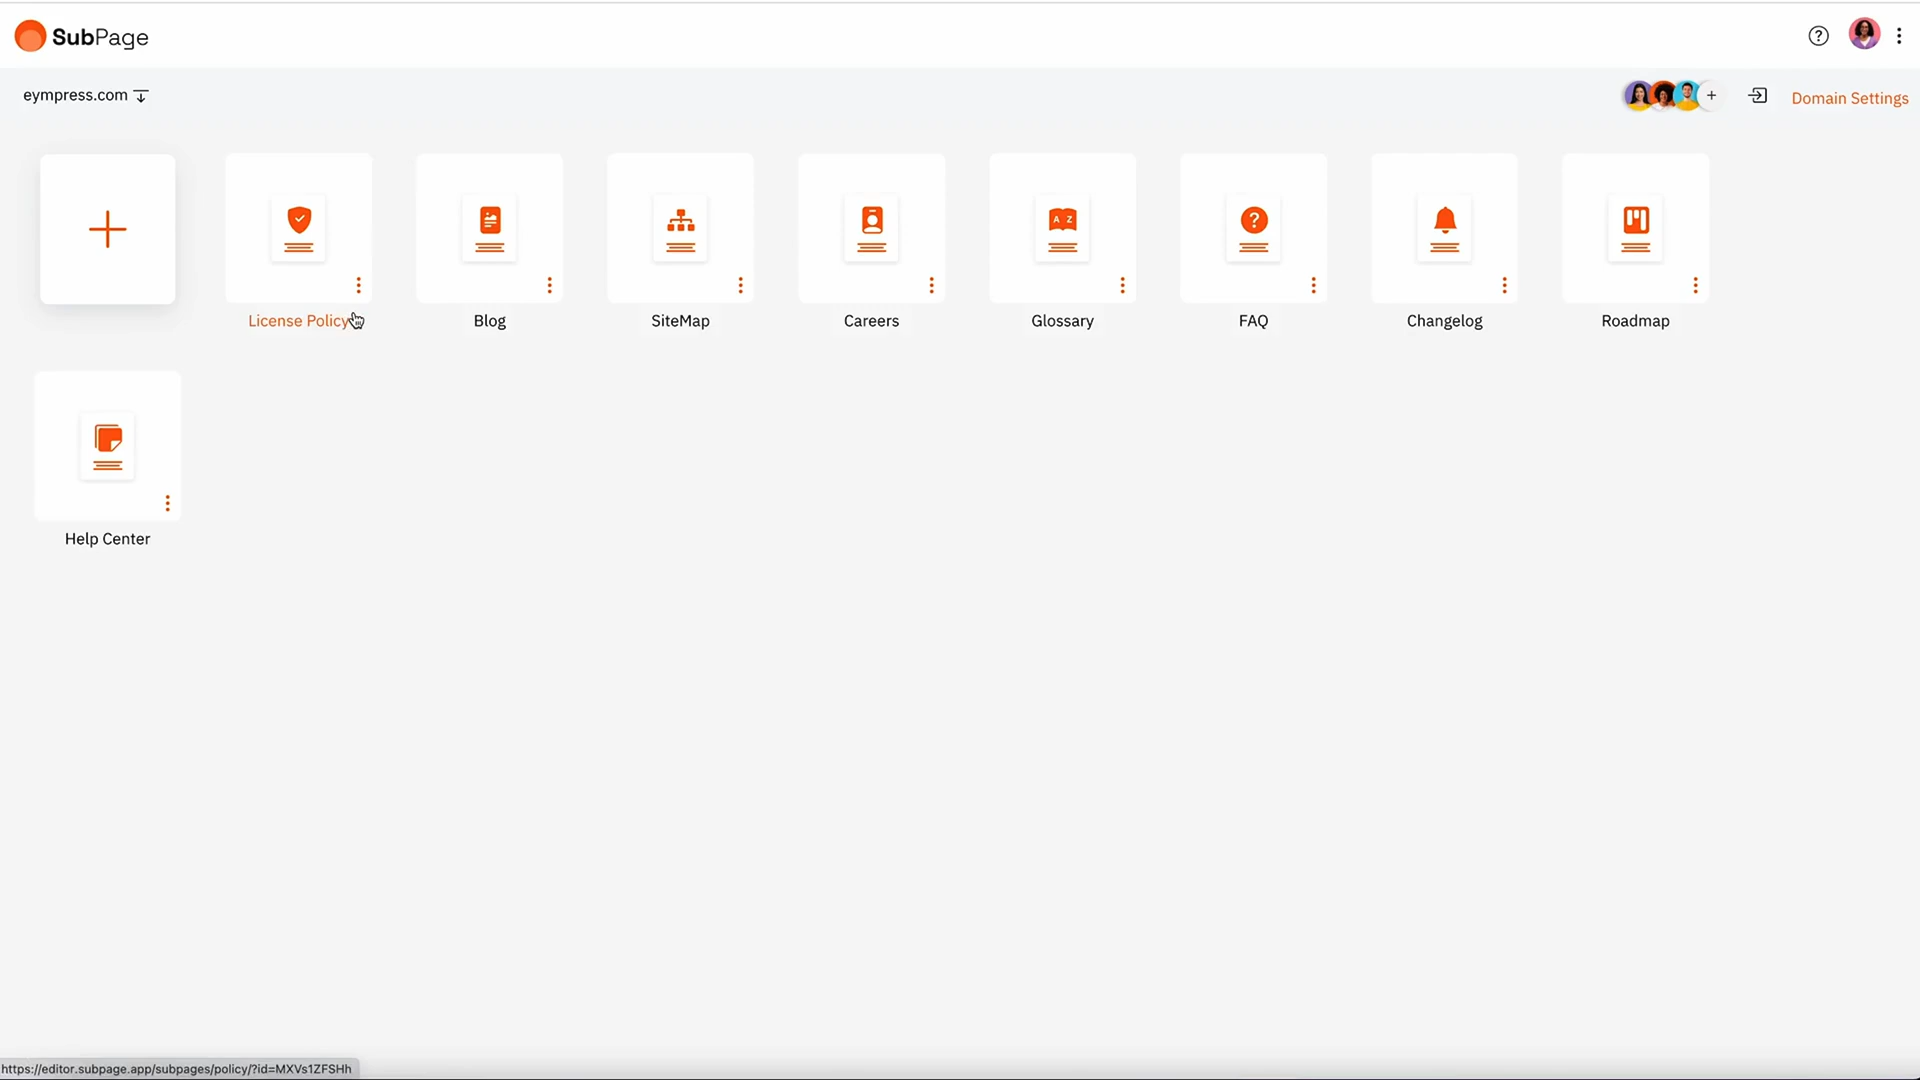 SubPage
eympress.com
Domain Settings
License Policy
Blog
SiteMap
Careers
A Z
Glossary
?
FAQ
Changelog
Roadmap
Help Center
https://editor.subpage.app/subpages/policy/?id=MXVs1ZFSHh